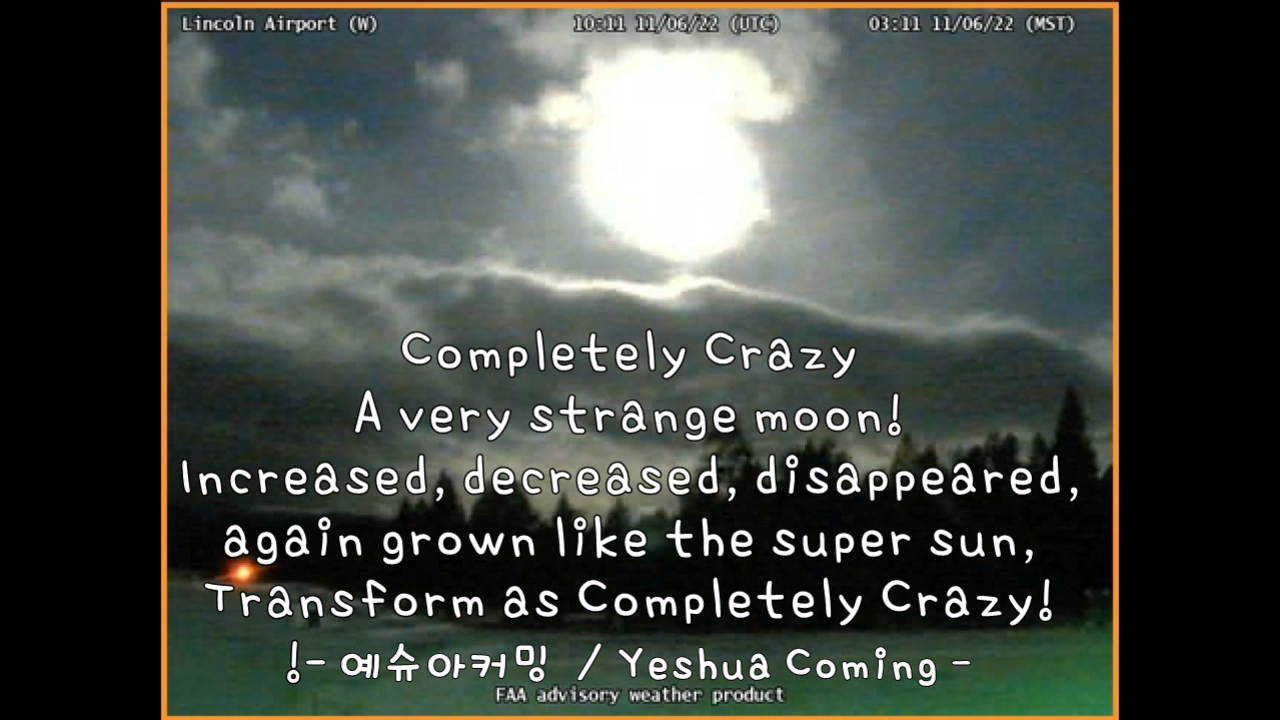 Lincoln Airport (W) 10:11 11/06/22 (UTC) 03:11 11/06/22 (MST)
Completely Crazy
A very strange moon!
Increased, decreased, disappeared,
again grown like the super sun,
Transform as Completely Crazy!
!- 예슈아커밍 / Yeshua Coming -
FAA advisory weather product